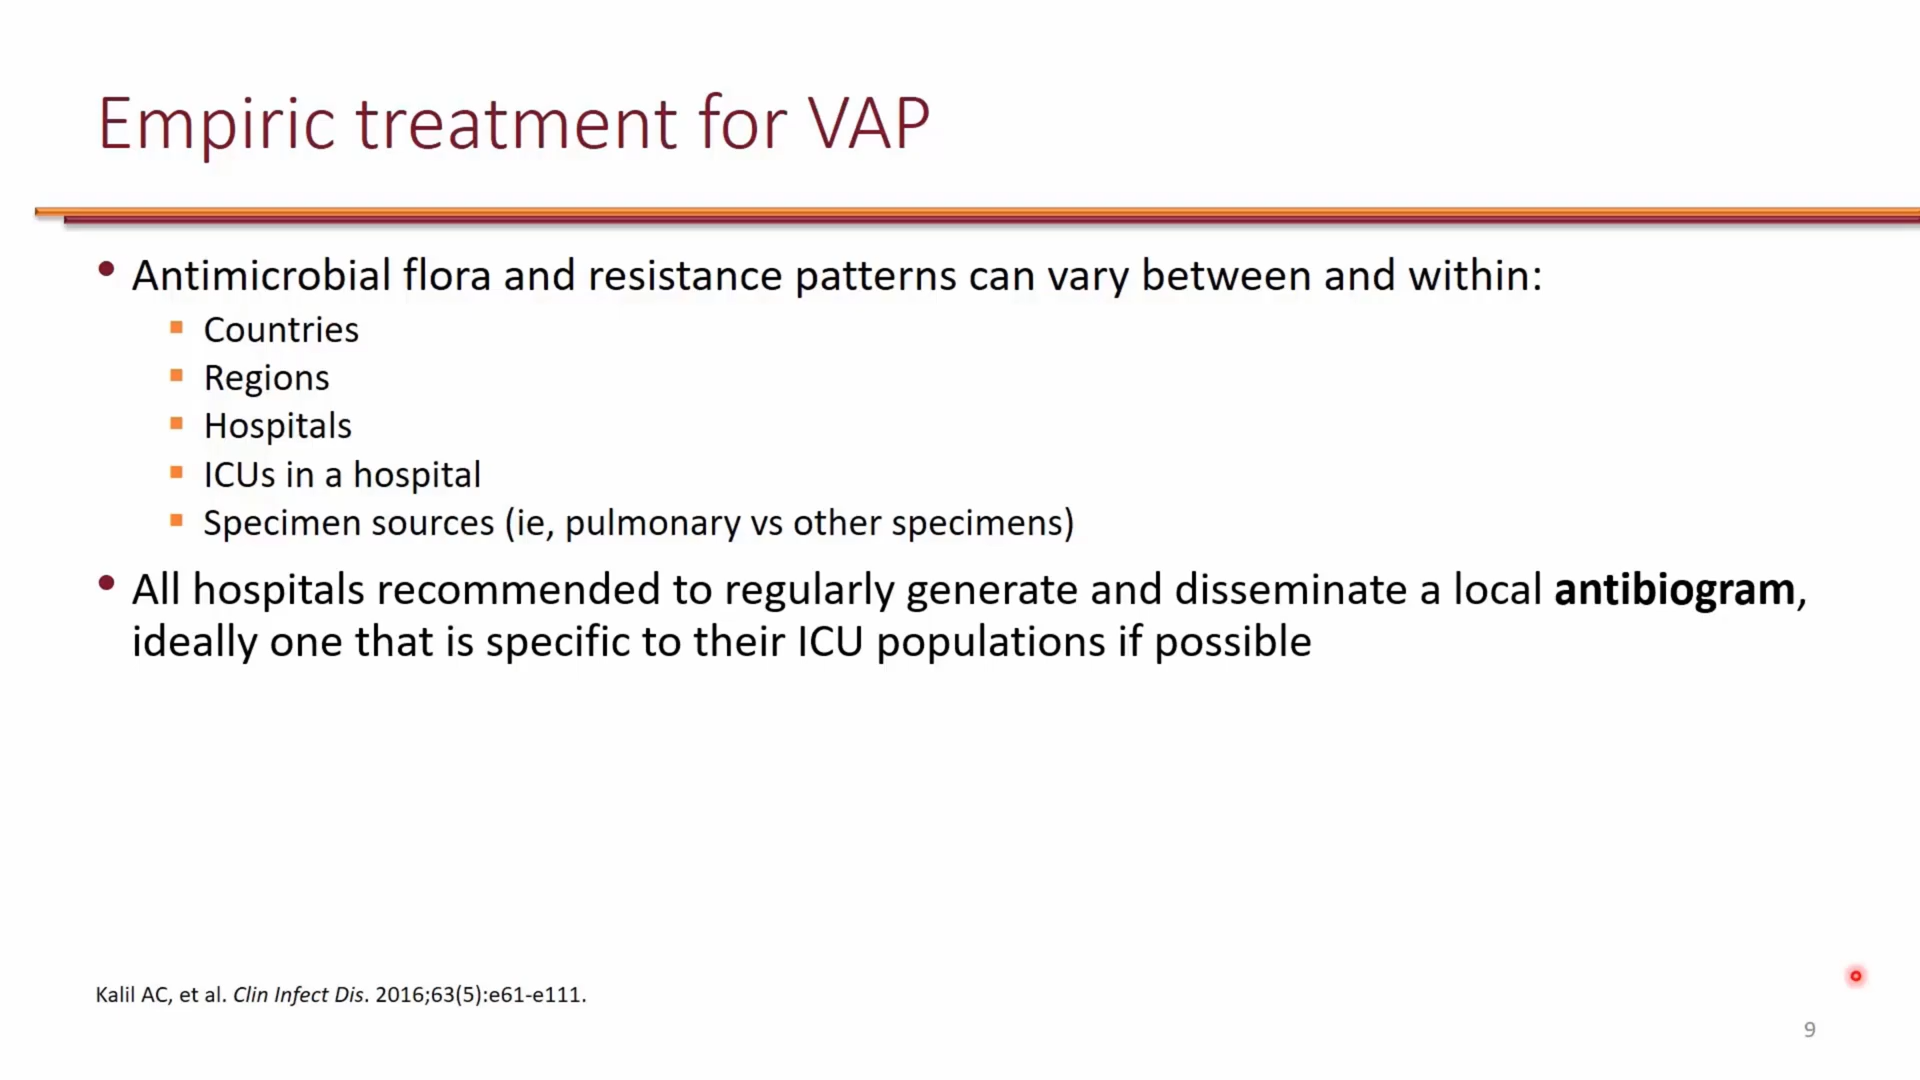 Empiric treatment for VAP
• Antimicrobial flora and resistance patterns can vary between and within:
▪ Countries
▪ Regions
▪ Hospitals
▪ ICUs in a hospital
▪ Specimen sources (ie, pulmonary vs other specimens)
• All hospitals recommended to regularly generate and disseminate a local antibiogram,
ideally one that is specific to their ICU populations if possible
Kalil AC, et al. Clin Infect Dis. 2016;63(5):e61-e111.
9